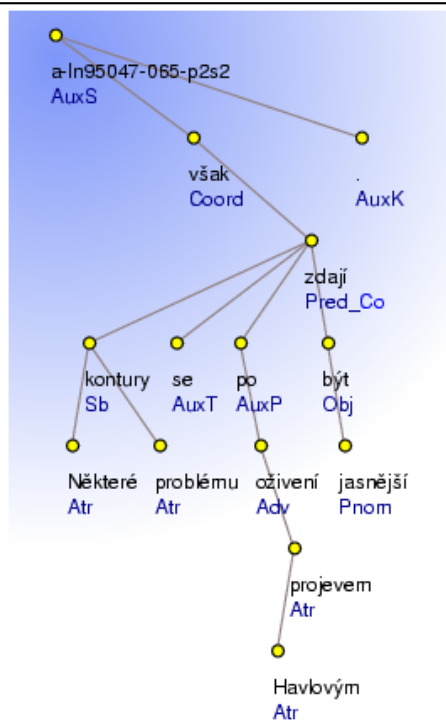 a-ln95047-065-p2s2
AuxS
však
Coord
.
AuxK
zdají
Pred_Co
kontury
Sb
se
AuxT
po
AuxP
být
Obj
Některé
Atr
problému
Atr
oživení
Adv
jasnější
Pnom
projevem
Atr
Havlovým
Atr